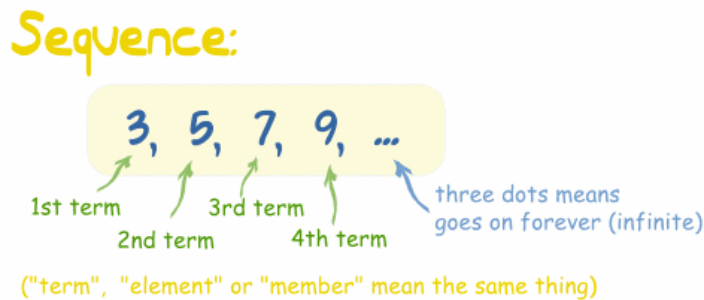 Sequence:
3, 5, 7, 9, ...
1st term
2nd term
3rd term
4th term
three dots means
goes on forever (infinite)
("term", "element" or "member" mean the same thing)